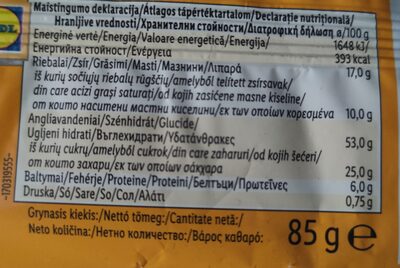 Maistingumo deklaracija/Átlagos tápértéktartalom/Declarație nutrițională/
Hranljive vrednosti/Хранителни стойности/Διατροφική δήλωση ⌀/100 g
Energinė vertė/Energia/Valoare energetică/Energija/ 1648 kJ/
Енергийна стойност/Ενέργεια 393 kcal
Riebalai/Zsír/Grăsimi/Masti/Мазнини/Λιπαρά 17,0 g
iš kurių sočiųjų riebalų rūgščių/amelyből telített zsírsavak/
din care acizi grași saturați/od kojih zasićene masne kiseline/
от които наситени мастни киселини/εκ των οποίων κορεσμένα 10,0 g
Angliavandeniai/Szénhidrát/Glucide/
Ugljeni hidrati/Въглехидрати/Υδατάνθρακες 53,0 g
iš kurių cukrų/amelyből cukrok/din care zaharuri/od kojih šećeri/
от които захари/εκ των οποίων σάκχαρα 25,0 g
Baltymai/Fehérje/Proteine/Proteini/Белтъци/Πρωτεΐνες 6,0 g
Druska/Só/Sare/So/Сол/Αλάτι 0,75 g
Grynasis kiekis:/Nettó tömeg:/Cantitate netă:/
Neto količina:/Нетно количество:/Βάρος καθαρό: 85 g e
-170319555-